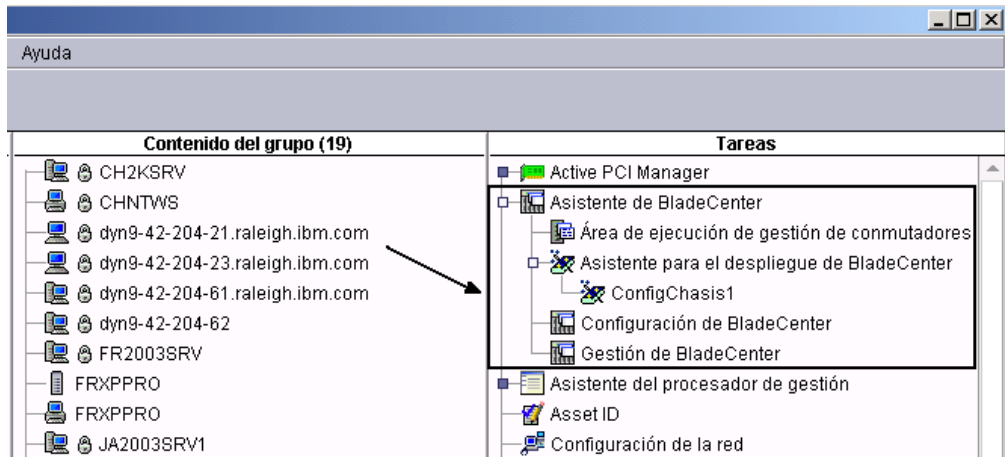 Ayuda
Contenido del grupo (19)
CH2KSRV
CHNTWS
dyn9-42-204-21.raleigh.ibm.com
dyn9-42-204-23.raleigh.ibm.com
dyn9-42-204-61.raleigh.ibm.com
dyn9-42-204-62
FR2003SRV
FRXPPRO
FRXPPRO
JA2003SRV1
Tareas
Active PCI Manager
Asistente de BladeCenter
Área de ejecución de gestión de conmutadores
Asistente para el despliegue de BladeCenter
ConfigChasis1
Configuración de BladeCenter
Gestión de BladeCenter
Asistente del procesador de gestión
Asset ID
Configuración de la red